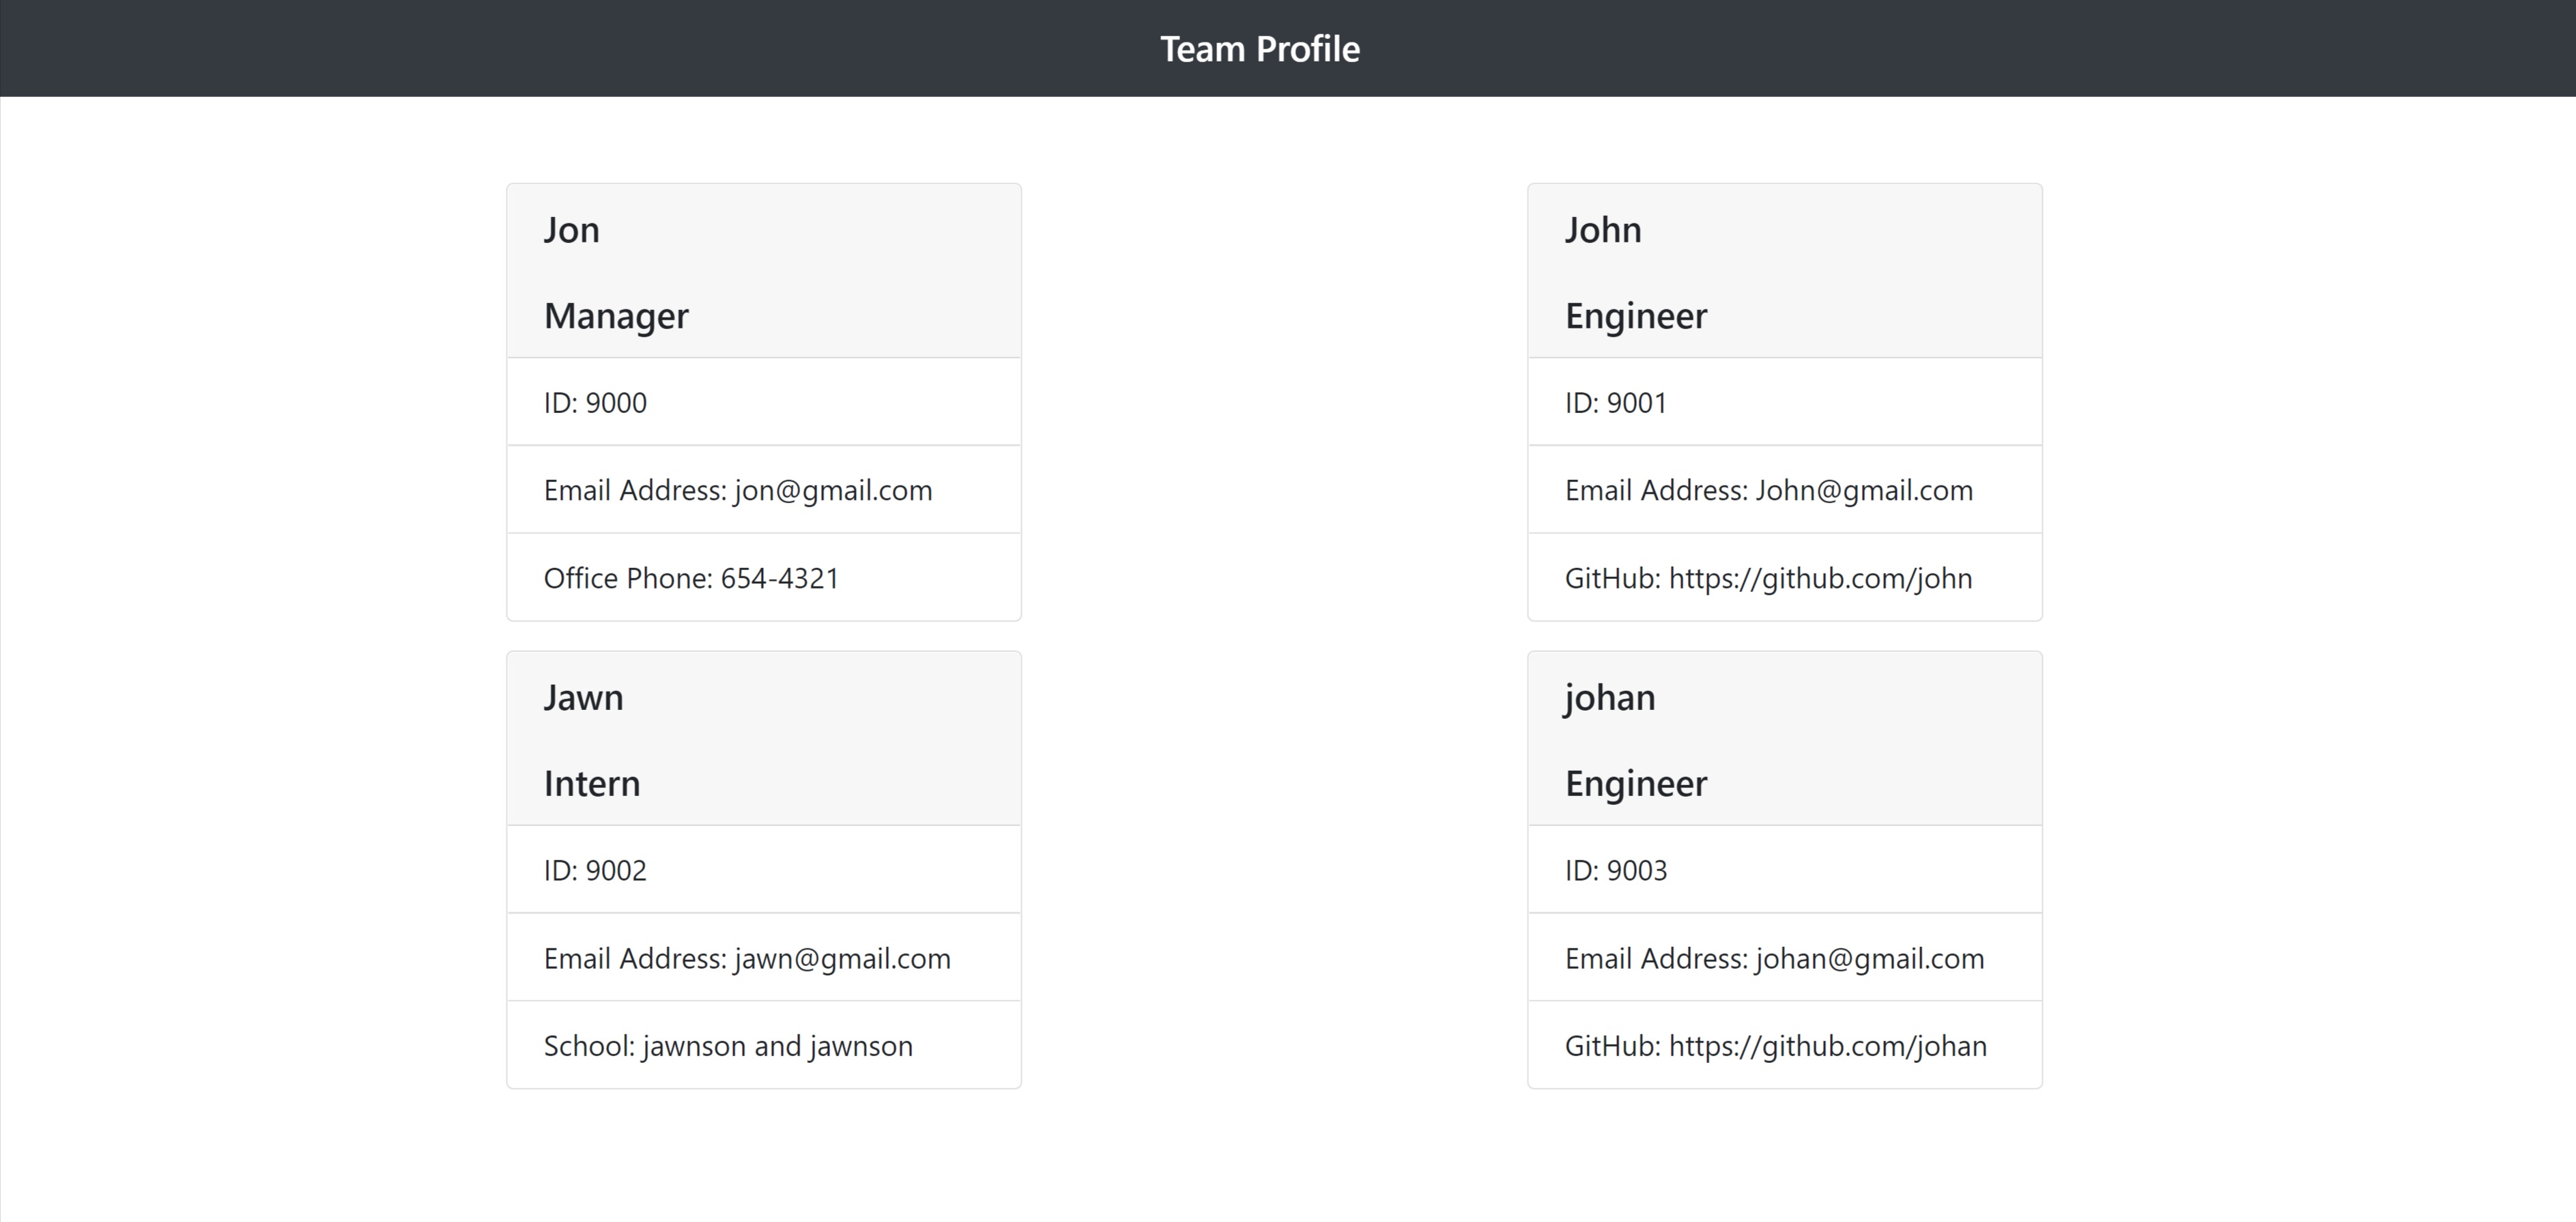 Team Profile
Jon
Manager
ID: 9000
Email Address: jon@gmail.com
Office Phone: 654-4321
John
Engineer
ID: 9001
Email Address: John@gmail.com
GitHub: https://github.com/john
Jawn
Intern
ID: 9002
Email Address: jawn@gmail.com
School: jawnson and jawnson
johan
Engineer
ID: 9003
Email Address: johan@gmail.com
GitHub: https://github.com/johan